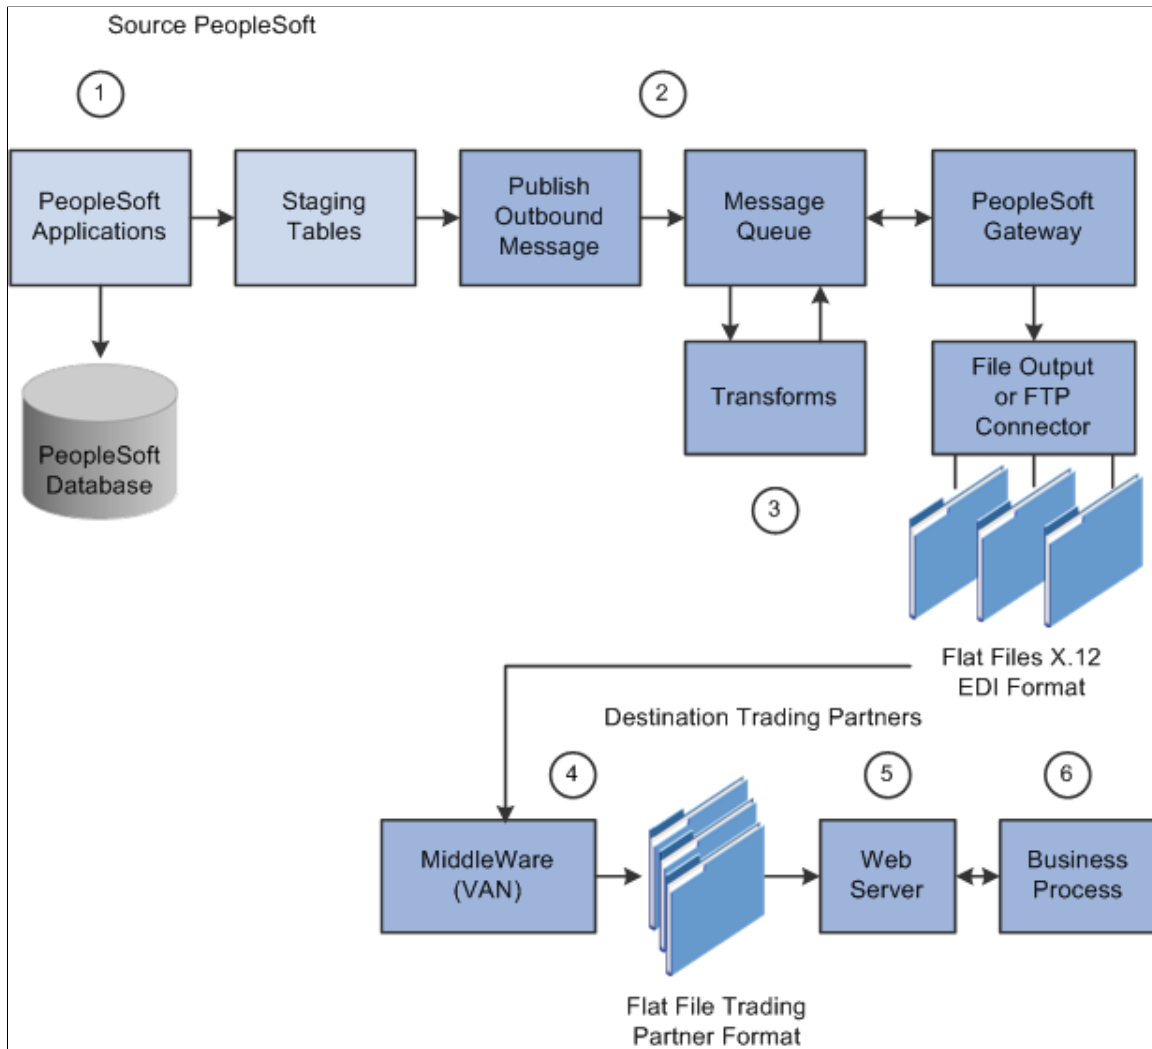 Source PeopleSoft
1
2
PeopleSoft
Applications
Staging
Tables
Publish
Outbound
Message
Message
Queue
PeopleSoft
Gateway
Transforms
File Output
or FTP
Connector
PeopleSoft
Database
3
Flat Files X.12
EDI Format
Destination Trading Partners
4
5
6
MiddleWare
(VAN)
Web
Server
Business
Process
Flat File Trading
Partner Format